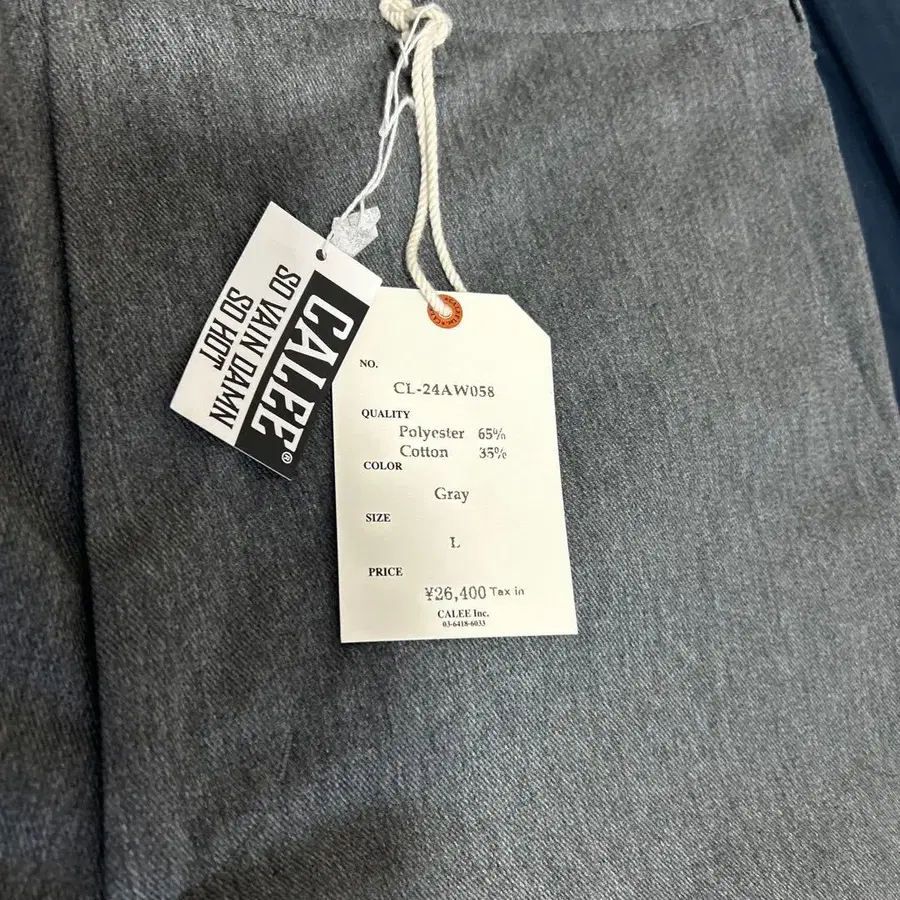 CALEE®
SO VAIN DAMN
SO HOT
NO.
CL-24AW058
QUALITY
Polyester 65%
Cotton 35%
COLOR
Gray
SIZE
L
PRICE
¥26,400 Tax in
CALEE Inc.
03-6418-6033